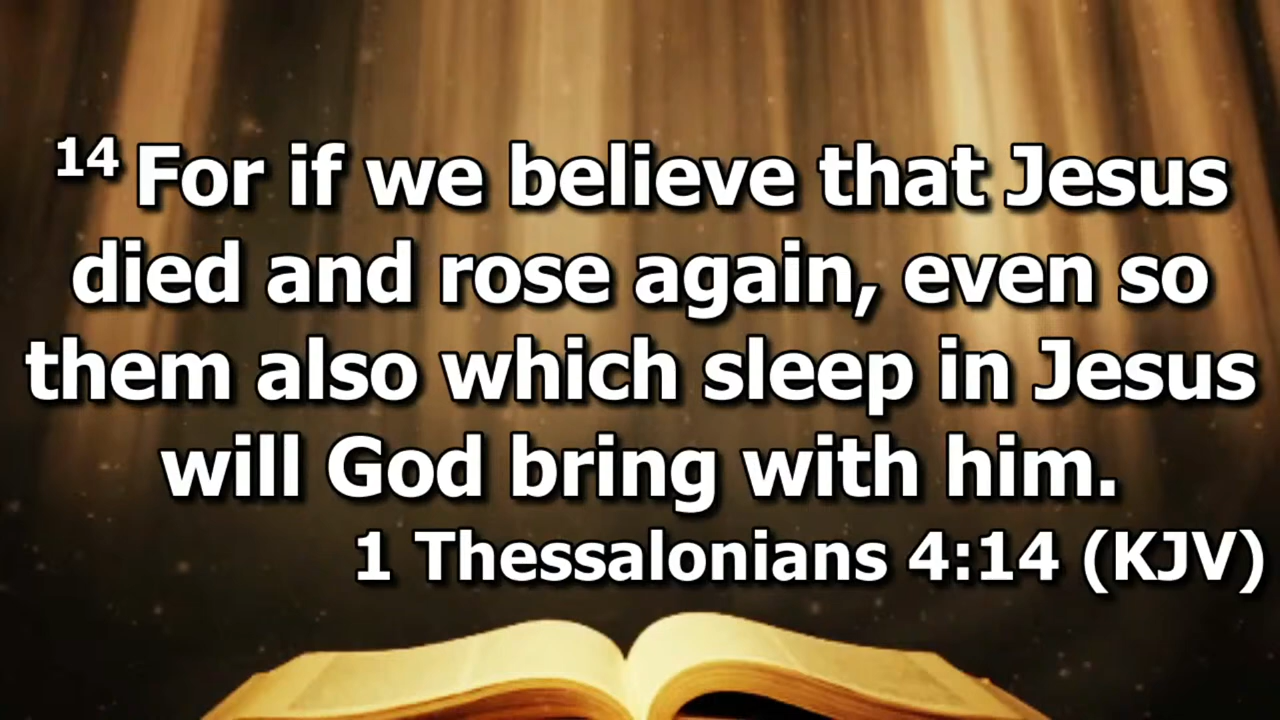 14 For if we believe that Jesus
died and rose again, even so
them also which sleep in Jesus
will God bring with him.
1 Thessalonians 4:14 (KJV)